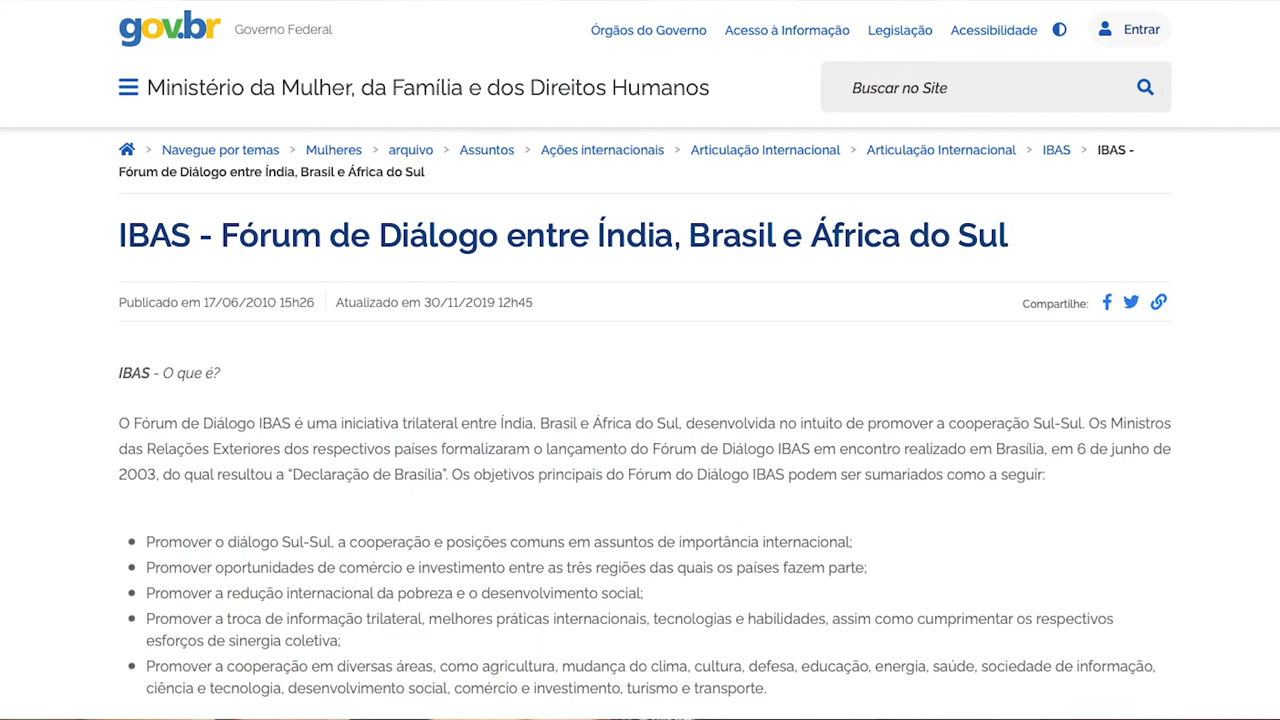 gov.br Governo Federal Órgãos do Governo Acesso à Informação Legislação Acessibilidade Entrar
Ministério da Mulher, da Família e dos Direitos Humanos Buscar no Site
> Navegue por temas > Mulheres > arquivo > Assuntos > Ações internacionais > Articulação Internacional > Articulação Internacional > IBAS > IBAS -
Fórum de Diálogo entre Índia, Brasil e África do Sul
IBAS - Fórum de Diálogo entre Índia, Brasil e África do Sul
Publicado em 17/06/2010 15h26 Atualizado em 30/11/2019 12h45 Compartilhe:
IBAS - O que é?
O Fórum de Diálogo IBAS é uma iniciativa trilateral entre Índia, Brasil e África do Sul, desenvolvida no intuito de promover a cooperação Sul-Sul. Os Ministros
das Relações Exteriores dos respectivos países formalizaram o lançamento do Fórum de Diálogo IBAS em encontro realizado em Brasília, em 6 de junho de
2003, do qual resultou a “Declaração de Brasília”. Os objetivos principais do Fórum do Diálogo IBAS podem ser sumariados como a seguir:
• Promover o diálogo Sul-Sul, a cooperação e posições comuns em assuntos de importância internacional;
• Promover oportunidades de comércio e investimento entre as três regiões das quais os países fazem parte;
• Promover a redução internacional da pobreza e o desenvolvimento social;
• Promover a troca de informação trilateral, melhores práticas internacionais, tecnologias e habilidades, assim como cumprimentar os respectivos
esforços de sinergia coletiva;
• Promover a cooperação em diversas áreas, como agricultura, mudança do clima, cultura, defesa, educação, energia, saúde, sociedade de informação,
ciência e tecnologia, desenvolvimento social, comércio e investimento, turismo e transporte.